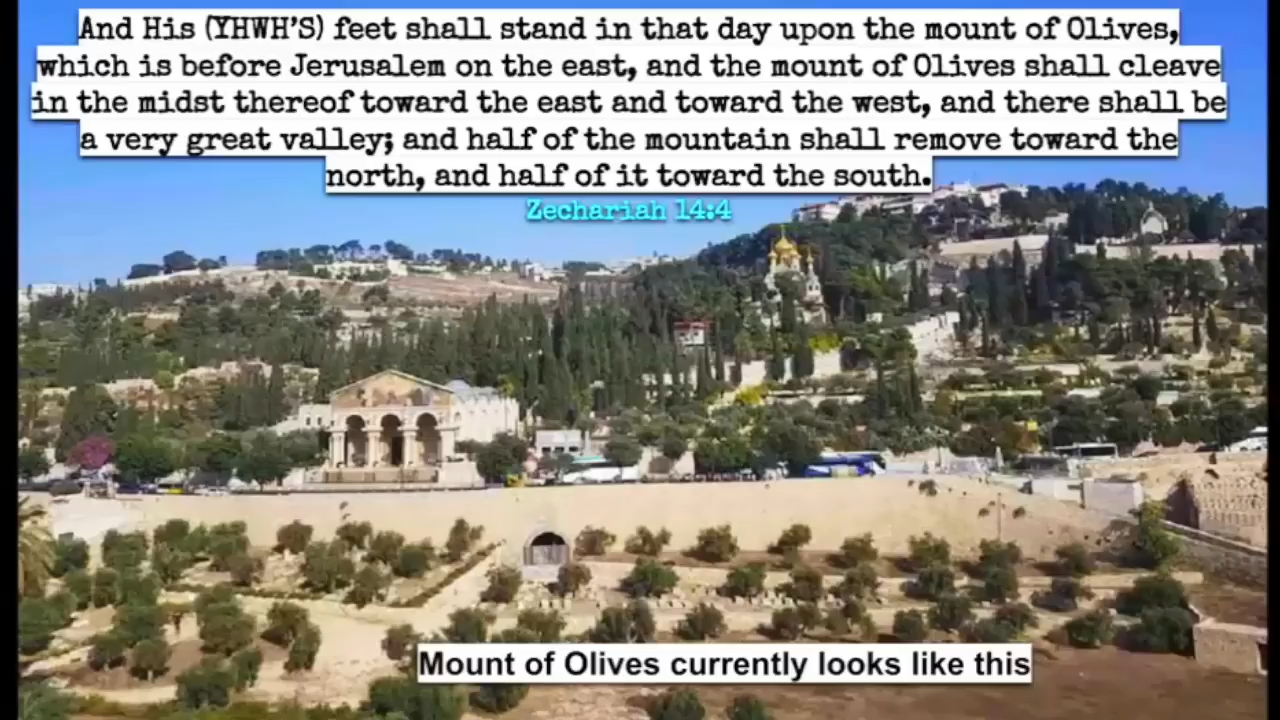 And His (YHWH'S) feet shall stand in that day upon the mount of Olives,
which is before Jerusalem on the east, and the mount of Olives shall cleave
in the midst thereof toward the east and toward the west, and there shall be
a very great valley; and half of the mountain shall remove toward the
north, and half of it toward the south.
Zechariah 14:4
Mount of Olives currently looks like this